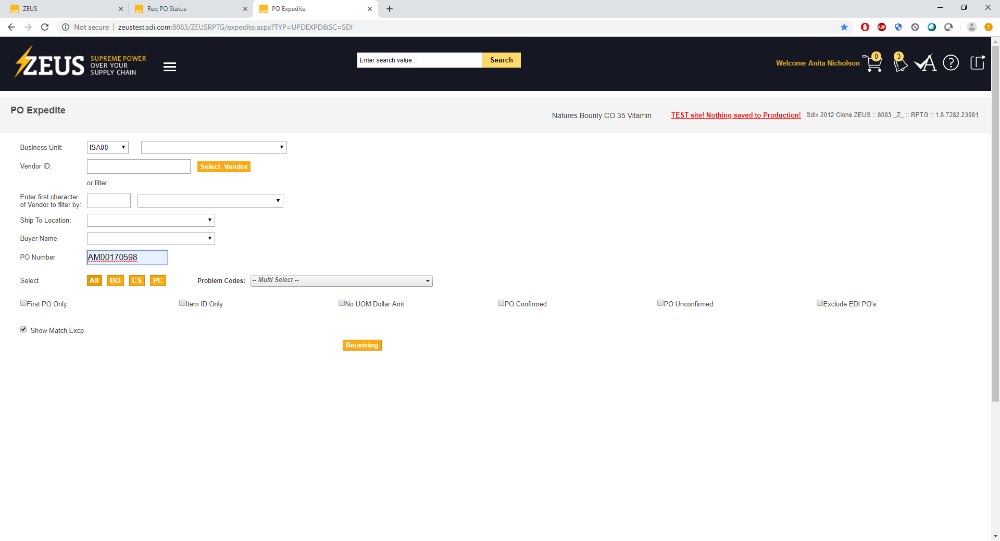 ZEUS
Req PO Status
PO Expedite
Not secure
zeustest.sdi.com:8083/ZEUSRPTG/expedite.aspx?TYP=UPDEXPD&SC=SDI
ABP
ZEUS
SUPREME POWER
OVER YOUR
SUPPLY CHAIN
Enter search value...
Search
Welcome Anita Nicholson
0
3
PO Expedite
Natures Bounty CO 35 Vitamin
TEST site! Nothing saved to Production!
Sdix 2012 Clone ZEUS :: 8083 _Z_ :: RPTG :: 1.8.7282.23981
Business Unit:
ISA00
Vendor ID:
Select Vendor
or filter
Enter first character
of Vendor to filter by:
Ship To Location:
Buyer Name
PO Number
AM00170598
Select
All
BO
CS
PC
Problem Codes:
-- Multi Select --
First PO Only
Item ID Only
No UOM Dollar Amt
PO Confirmed
PO Unconfirmed
Exclude EDI PO's
Show Match Excp
Receiving